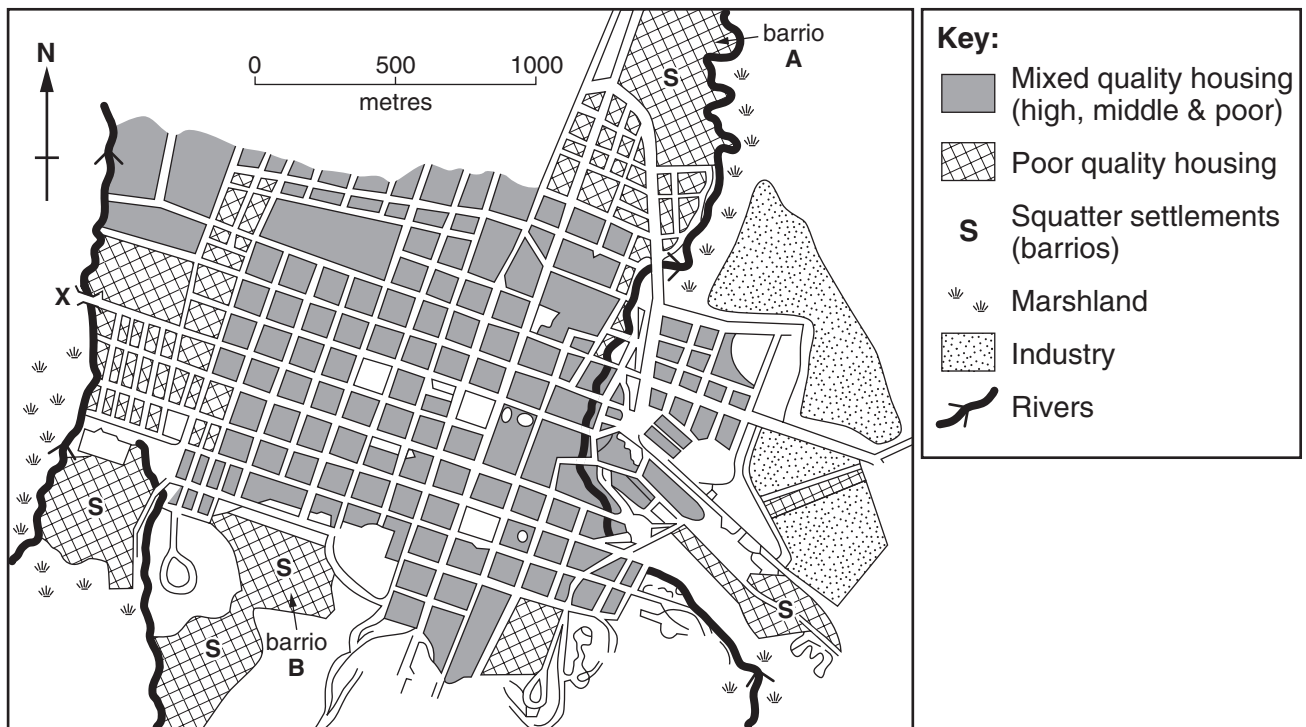 N
0 500 1000
metres
barrio
A
S
X
S
S
barrio
B
S
S
Key:
Mixed quality housing
(high, middle & poor)
Poor quality housing
S
Squatter settlements
(barrios)
Marshland
Industry
Rivers